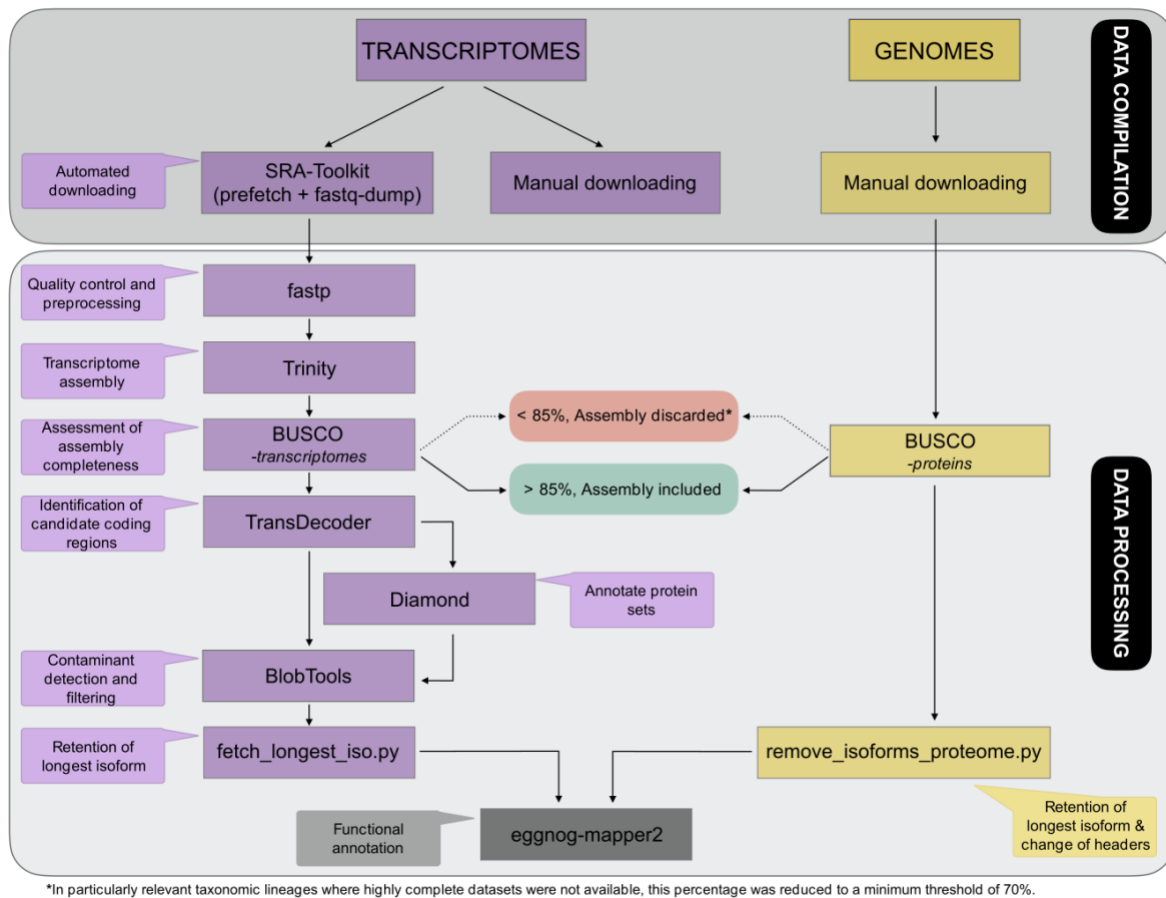 TRANSCRIPTOMES
GENOMES
DATA COMPILATION
Automated
downloading
SRA-Toolkit
(prefetch + fastq-dump)
Manual downloading
Manual downloading
Quality control and
preprocessing
fastp
Transcriptome
assembly
Trinity
< 85%, Assembly discarded*
Assessment of
assembly
completeness
BUSCO
-transcriptomes
BUSCO
-proteins
> 85%, Assembly included
DATA PROCESSING
Identification of
candidate coding
regions
TransDecoder
Diamond
Annotate protein
sets
Contaminant
detection and
filtering
BlobTools
Retention of
longest isoform
fetch_longest_iso.py
remove_isoforms_proteome.py
Functional
annotation
eggnog-mapper2
Retention of
longest isoform &
change of headers
*In particularly relevant taxonomic lineages where highly complete datasets were not available, this percentage was reduced to a minimum threshold of 70%.